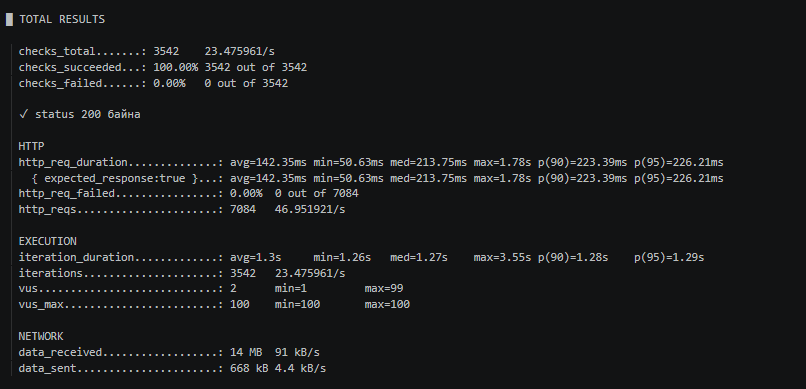 TOTAL RESULTS
checks_total.......: 3542 23.475961/s
checks_succeeded...: 100.00% 3542 out of 3542
checks_failed......: 0.00% 0 out of 3542
✓ status 200 байна
HTTP
http_req_duration..............: avg=142.35ms min=50.63ms med=213.75ms max=1.78s p(90)=223.39ms p(95)=226.21ms
{ expected_response:true }...: avg=142.35ms min=50.63ms med=213.75ms max=1.78s p(90)=223.39ms p(95)=226.21ms
http_req_failed................: 0.00% 0 out of 7084
http_reqs......................: 7084 46.951921/s
EXECUTION
iteration_duration.............: avg=1.3s min=1.26s med=1.27s max=3.55s p(90)=1.28s p(95)=1.29s
iterations.....................: 3542 23.475961/s
vus............................: 2 min=1 max=99
vus_max........................: 100 min=100 max=100
NETWORK
data_received..................: 14 MB 91 kB/s
data_sent......................: 668 kB 4.4 kB/s